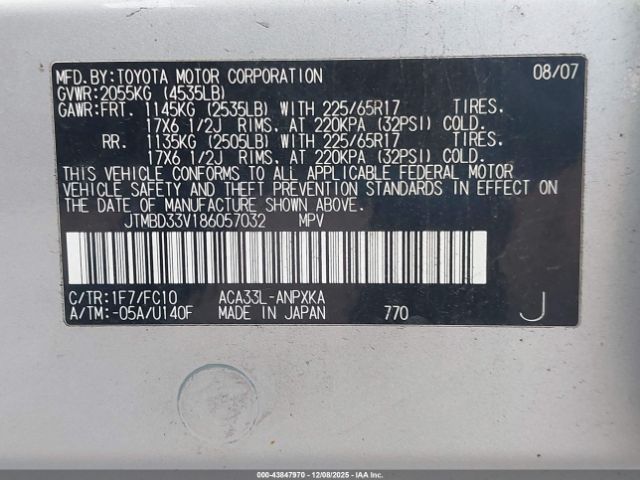 MFD.BY:TOYOTA MOTOR CORPORATION 08/07
GVWR:2055KG (4535LB)
GAWR:FRT. 1145KG (2535LB) WITH 225/65R17 TIRES.
17X6 1/2J RIMS. AT 220KPA (32PSI) COLD.
RR. 1135KG (2505LB) WITH 225/65R17 TIRES.
17X6 1/2J RIMS. AT 220KPA (32PSI) COLD.
THIS VEHICLE CONFORMS TO ALL APPLICABLE FEDERAL MOTOR
VEHICLE SAFETY AND THEFT PREVENTION STANDARDS IN EFFECT ON
THE DATE OF MANUFACTURE SHOWN ABOVE.
JTMBD33V186057032 MPV
C/TR:1F7/FC10 ACA33L-ANPXKA
A/TM:-05A/U140F MADE IN JAPAN 770 J
000-43847970 | 12/08/2025 - IAA, Inc.